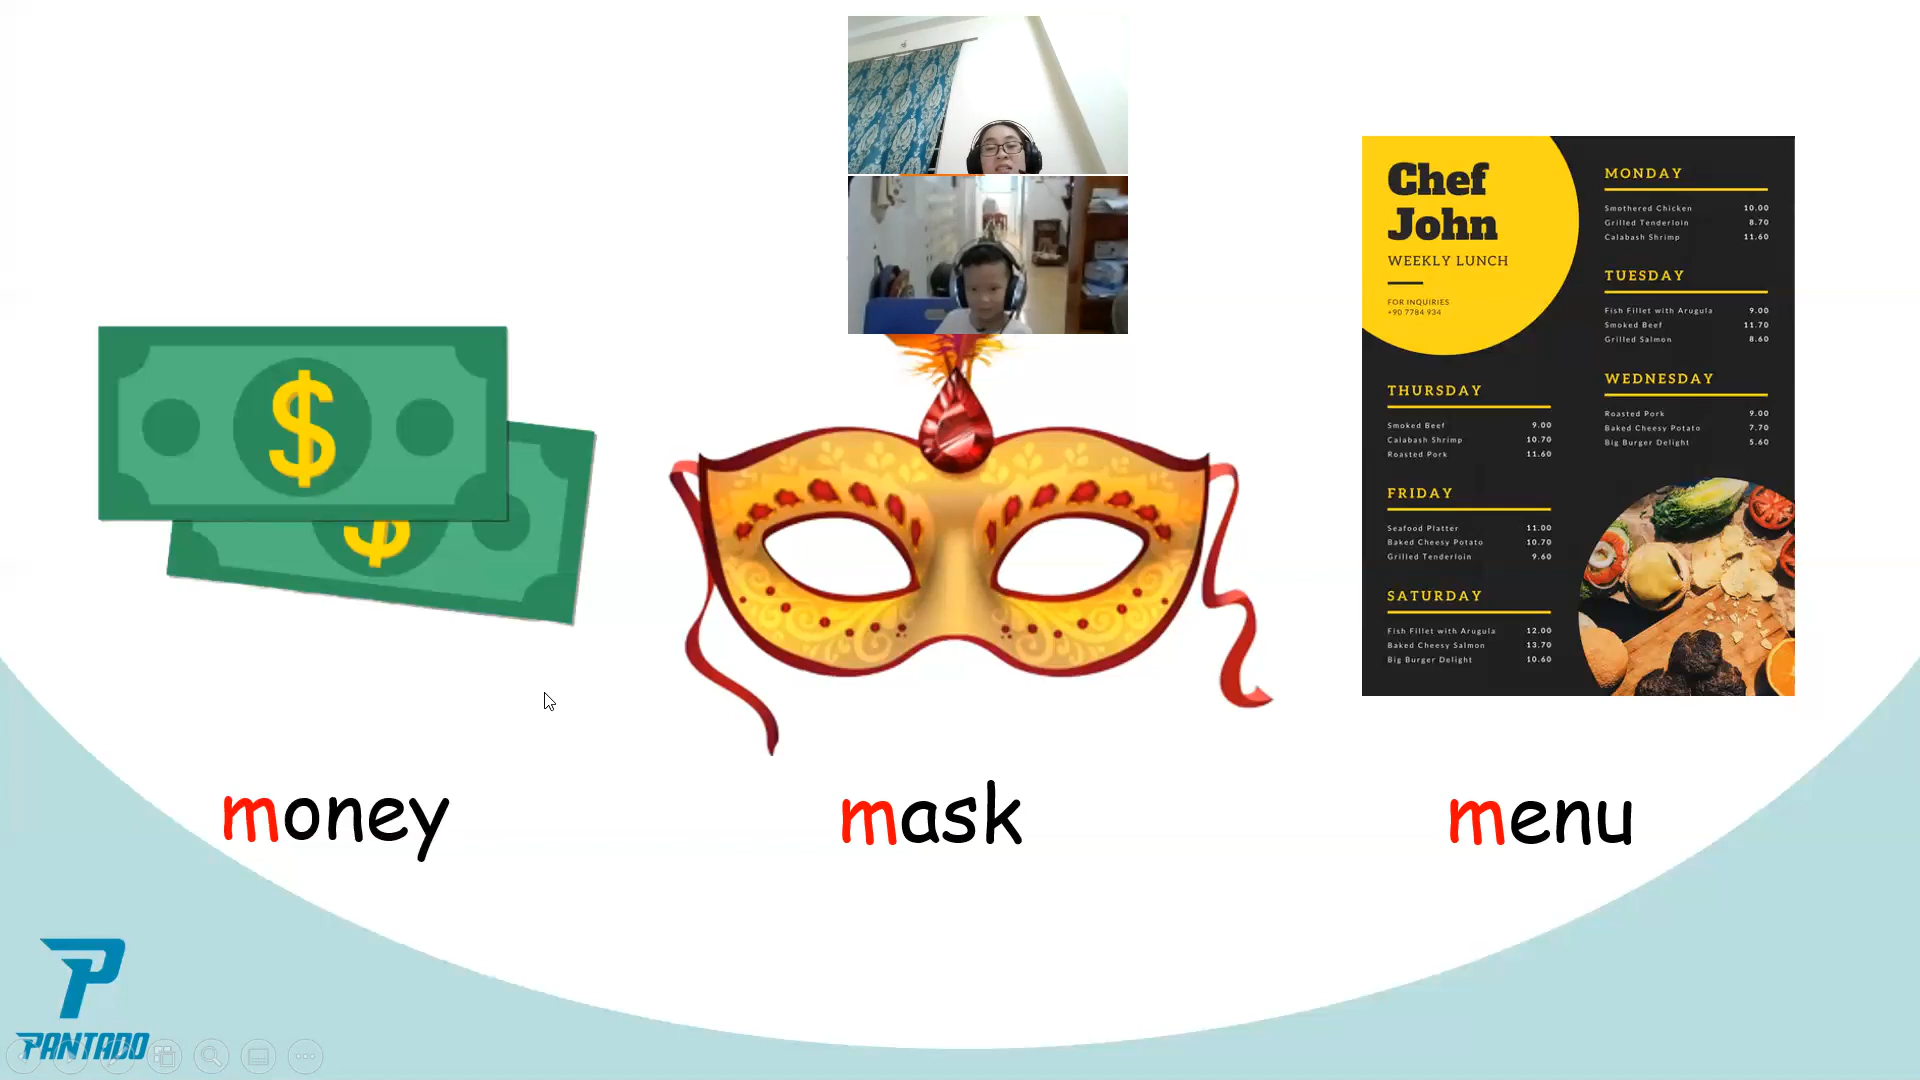 Chef
John
WEEKLY LUNCH
FOR INQUIRIES
+90 7784 934
MONDAY
Smothered Chicken 10.00
Grilled Tenderloin 8.70
Calabash Shrimp 11.60
TUESDAY
Fish Fillet with Arugula 9.00
Smoked Beef 11.70
Grilled Salmon 8.60
WEDNESDAY
Roasted Pork 9.00
Baked Cheesy Potato 7.70
Big Burger Delight 5.60
THURSDAY
Smoked Beef 9.00
Calabash Shrimp 10.70
Roasted Pork 11.60
FRIDAY
Seafood Platter 11.00
Baked Cheesy Potato 10.70
Grilled Tenderloin 9.60
SATURDAY
Fish Fillet with Arugula 12.00
Baked Cheesy Salmon 13.70
Big Burger Delight 10.60
$
$
money
mask
menu
PANTADO